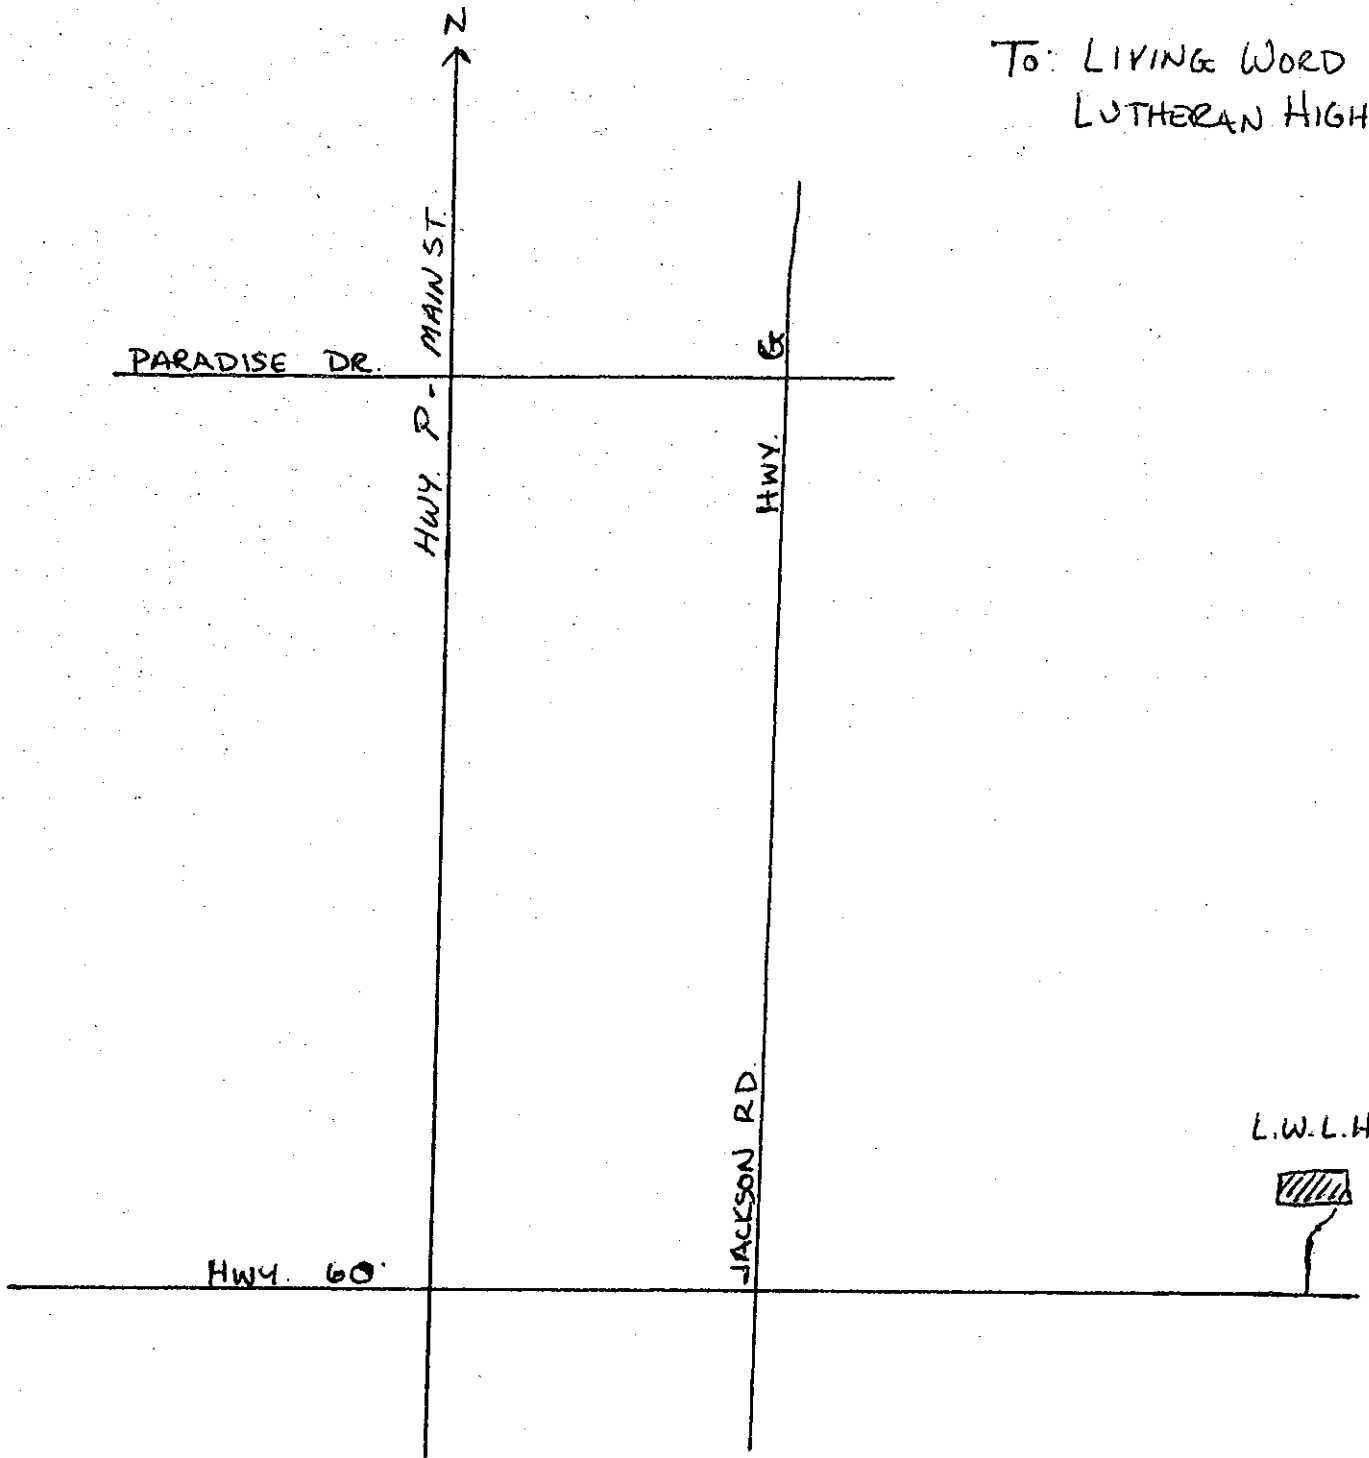 N
To: LIVING WORD
LUTHERAN HIGH
HWY. P - MAIN ST.
PARADISE DR.
HWY. G
JACKSON RD.
L.W.L.H
HWY. 60